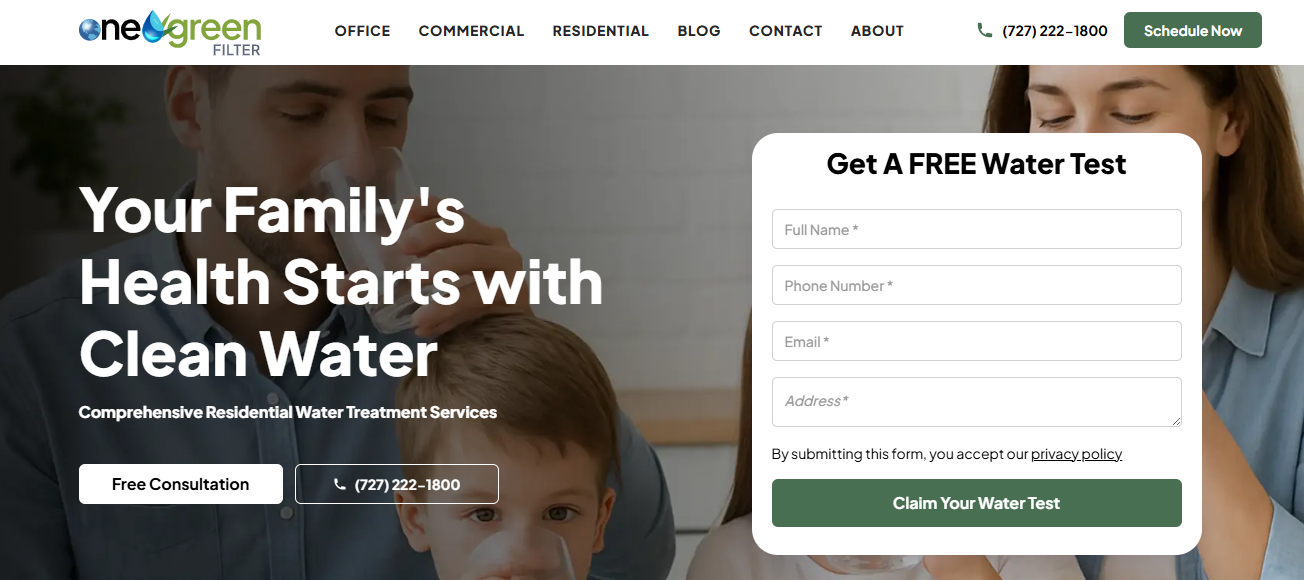 onegreen
FILTER
OFFICE COMMERCIAL RESIDENTIAL BLOG CONTACT ABOUT (727) 222-1800 Schedule Now
Your Family's
Health Starts with
Clean Water
Comprehensive Residential Water Treatment Services
Free Consultation (727) 222-1800
Get A FREE Water Test
Full Name *
Phone Number *
Email *
Address*
By submitting this form, you accept our privacy policy
Claim Your Water Test